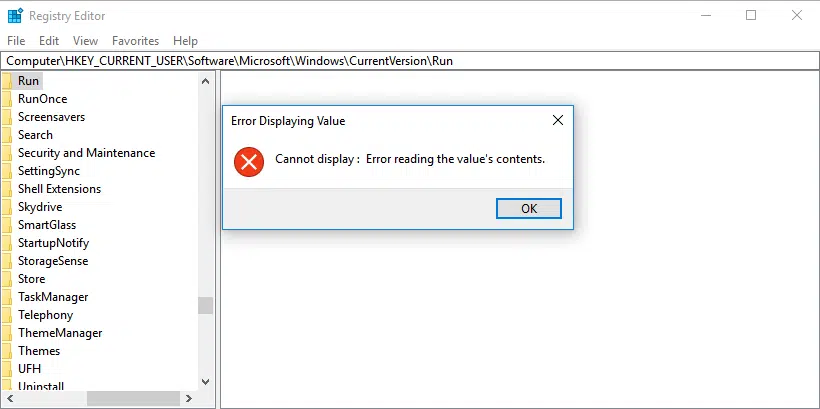 Registry Editor
File Edit View Favorites Help
Computer\HKEY_CURRENT_USER\Software\Microsoft\Windows\CurrentVersion\Run
Run
RunOnce
Screensavers
Search
Security and Maintenance
SettingSync
Shell Extensions
Skydrive
SmartGlass
StartupNotify
StorageSense
Store
TaskManager
Telephony
ThemeManager
Themes
UFH
Uninstall
Error Displaying Value
Cannot display : Error reading the value's contents.
OK